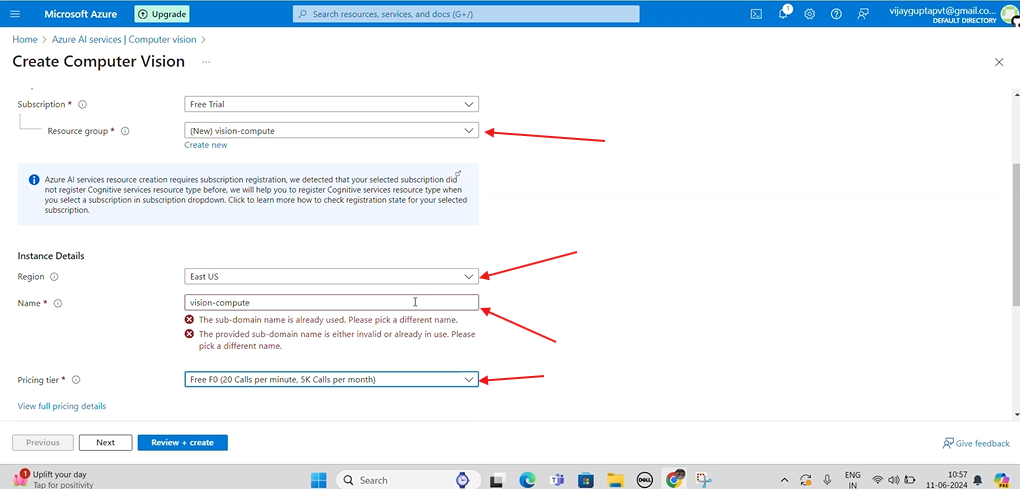 Microsoft Azure
Upgrade
Search resources, services, and docs (G+/)
1
vijayguptapvt@gmail.co...
DEFAULT DIRECTORY
Home > Azure AI services | Computer vision >
Create Computer Vision ...
Subscription *
Free Trial
Resource group *
(New) vision-compute
Create new
Azure AI services resource creation requires subscription registration, we detected that your selected subscription did
not register Cognitive services resource type before, we will help you to register Cognitive services resource type when
you select a subscription in subscription dropdown. Click to learn more how to check registration state for your selected
subscription.
Instance Details
Region
East US
Name *
vision-compute
The sub-domain name is already used. Please pick a different name.
The provided sub-domain name is either invalid or already in use. Please
pick a different name.
Pricing tier *
Free F0 (20 Calls per minute, 5K Calls per month)
View full pricing details
Previous
Next
Review + create
Give feedback
1
Uplift your day
Tap for positivity
Search
DELL
ENG
IN
10:57
11-06-2024
PRE